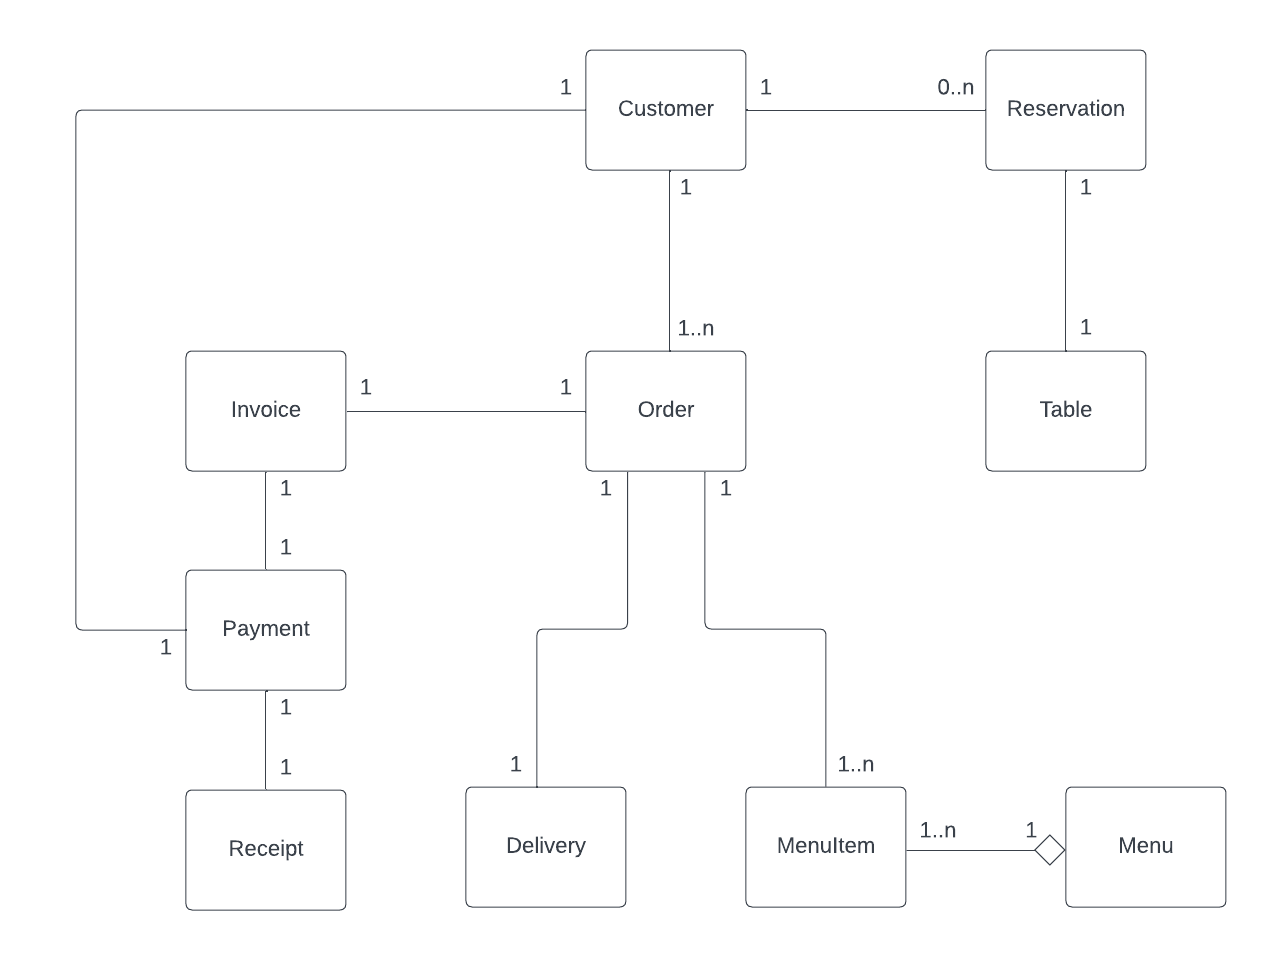 1
Customer
1
0..n
Reservation
1
1
1..n
1
Invoice
1
1
Order
Table
1
1
1
1
Payment
1
1
1
Receipt
1
Delivery
1..n
MenuItem
1..n
1
Menu